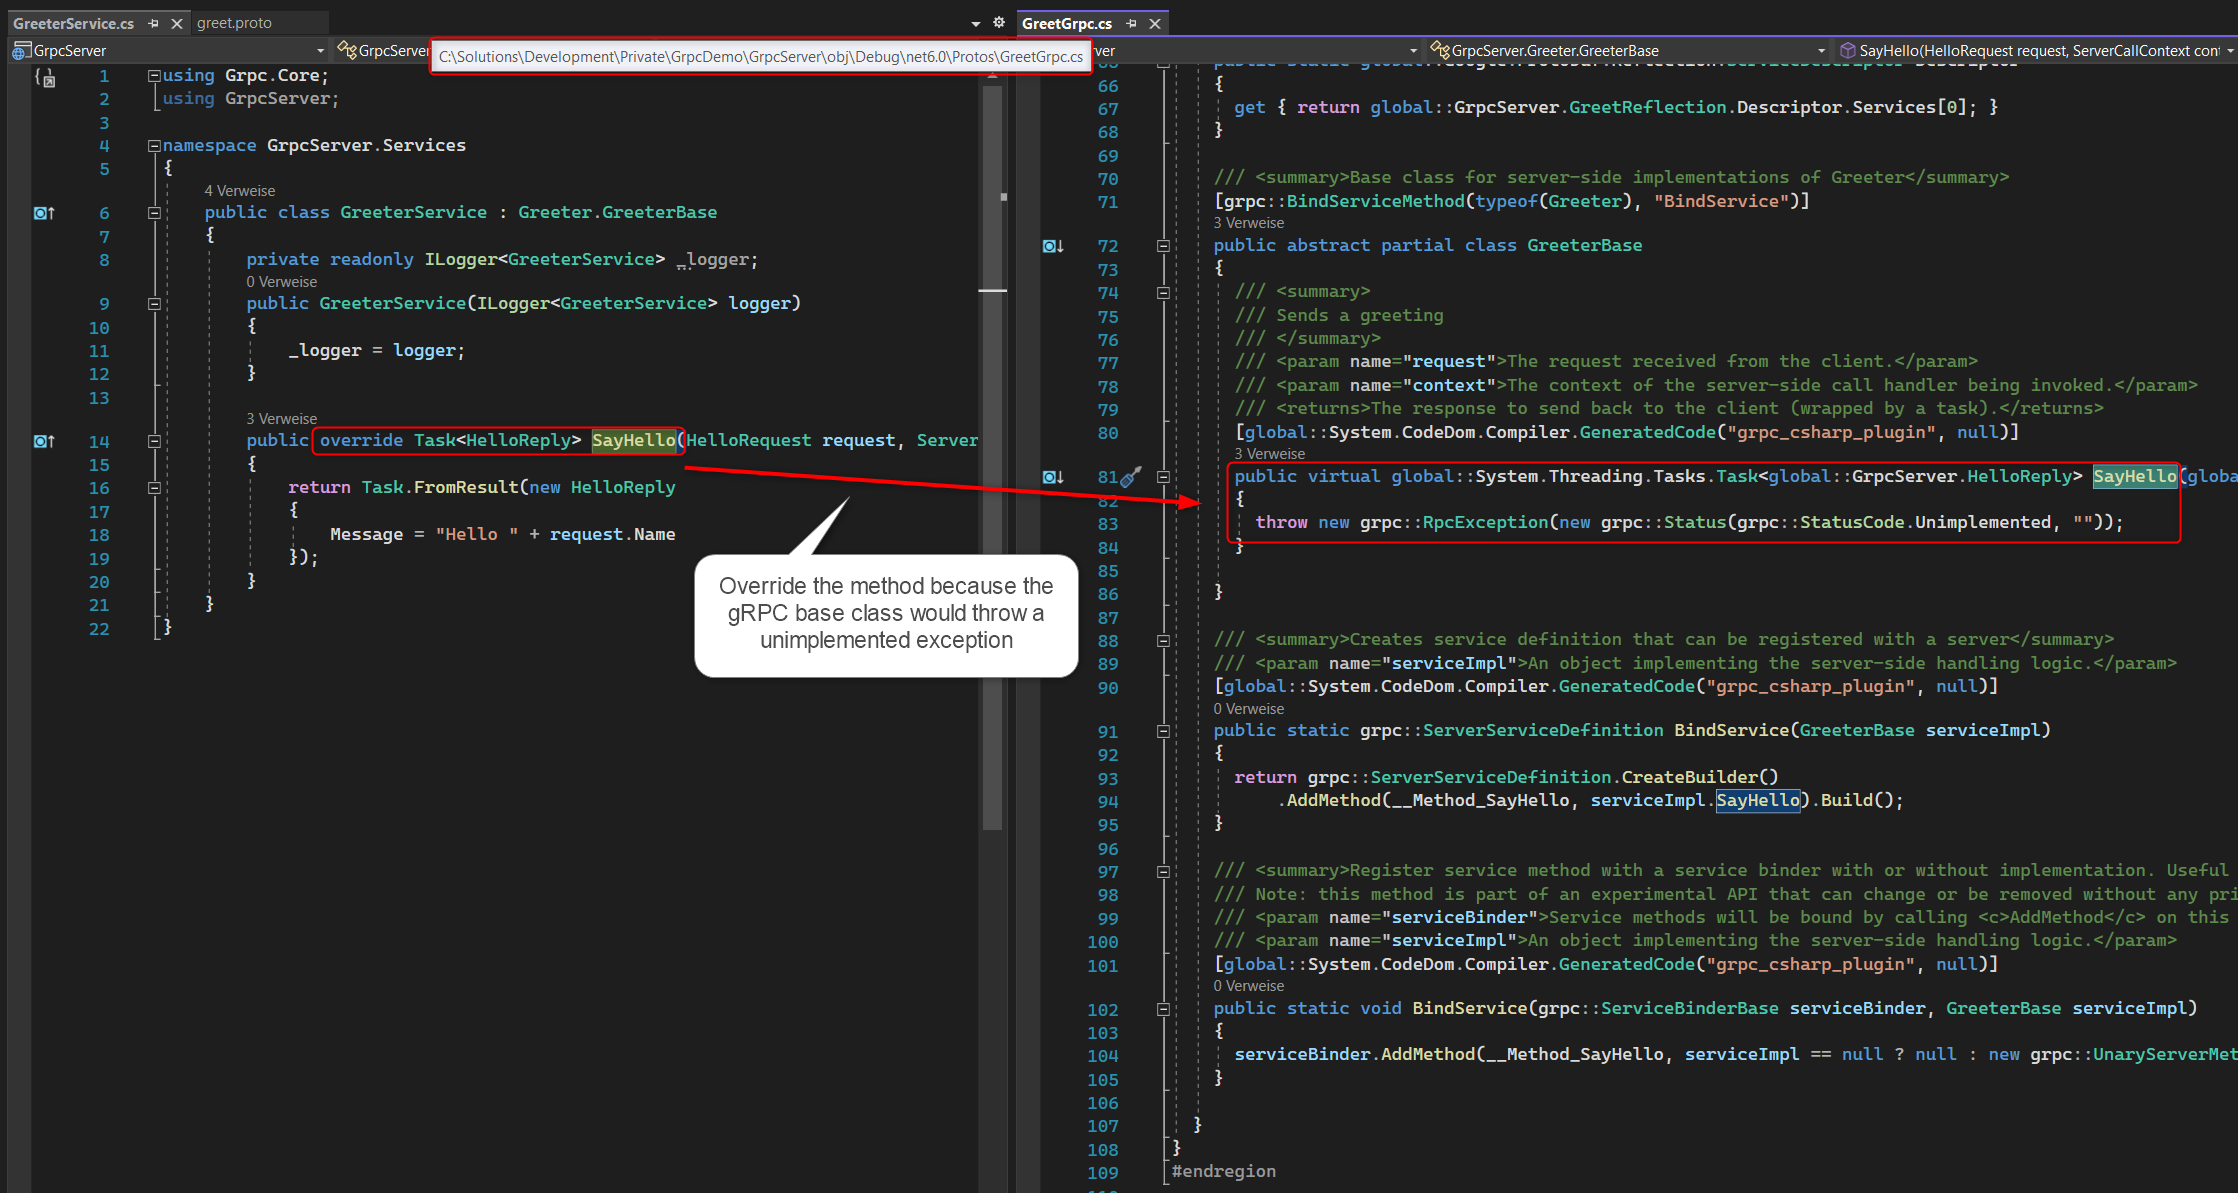 GreeterService.cs
greet.proto
GrpcServer
GrpcServer
C:\Solutions\Development\Private\GrpcDemo\GrpcServer\obj\Debug\net6.0\Protos\GreetGrpc.cs
1 using Grpc.Core;
2 using GrpcServer;
3
4 namespace GrpcServer.Services
5 {
4 Verweise
6 public class GreeterService : Greeter.GreeterBase
7 {
8 private readonly ILogger<GreeterService> _logger;
0 Verweise
9 public GreeterService(ILogger<GreeterService> logger)
10 {
11 _logger = logger;
12 }
13
3 Verweise
14 public override Task<HelloReply> SayHello(HelloRequest request, Server
15 {
16 return Task.FromResult(new HelloReply
17 {
18 Message = "Hello " + request.Name
19 });
20 }
21 }
22 }
Override the method because the
gRPC base class would throw a
unimplemented exception
GreetGrpc.cs
rver
GrpcServer.Greeter.GreeterBase
SayHello(HelloRequest request, ServerCallContext cont
66 {
67 get { return global::GrpcServer.GreetReflection.Descriptor.Services[0]; }
68 }
69
70 /// <summary>Base class for server-side implementations of Greeter</summary>
71 [grpc::BindServiceMethod(typeof(Greeter), "BindService")]
3 Verweise
72 public abstract partial class GreeterBase
73 {
74 /// <summary>
75 /// Sends a greeting
76 /// </summary>
77 /// <param name="request">The request received from the client.</param>
78 /// <param name="context">The context of the server-side call handler being invoked.</param>
79 /// <returns>The response to send back to the client (wrapped by a task).</returns>
80 [global::System.CodeDom.Compiler.GeneratedCode("grpc_csharp_plugin", null)]
3 Verweise
81 public virtual global::System.Threading.Tasks.Task<global::GrpcServer.HelloReply> SayHello(globa
82 {
83 throw new grpc::RpcException(new grpc::Status(grpc::StatusCode.Unimplemented, ""));
84 }
85
86 }
87
88 /// <summary>Creates service definition that can be registered with a server</summary>
89 /// <param name="serviceImpl">An object implementing the server-side handling logic.</param>
90 [global::System.CodeDom.Compiler.GeneratedCode("grpc_csharp_plugin", null)]
0 Verweise
91 public static grpc::ServerServiceDefinition BindService(GreeterBase serviceImpl)
92 {
93 return grpc::ServerServiceDefinition.CreateBuilder()
94 .AddMethod(__Method_SayHello, serviceImpl.SayHello).Build();
95 }
96
97 /// <summary>Register service method with a service binder with or without implementation. Useful
98 /// Note: this method is part of an experimental API that can change or be removed without any pri
99 /// <param name="serviceBinder">Service methods will be bound by calling <c>AddMethod</c> on this
100 /// <param name="serviceImpl">An object implementing the server-side handling logic.</param>
101 [global::System.CodeDom.Compiler.GeneratedCode("grpc_csharp_plugin", null)]
0 Verweise
102 public static void BindService(grpc::ServiceBinderBase serviceBinder, GreeterBase serviceImpl)
103 {
104 serviceBinder.AddMethod(__Method_SayHello, serviceImpl == null ? null : new grpc::UnaryServerMet
105 }
106
107 }
108 }
109 #endregion